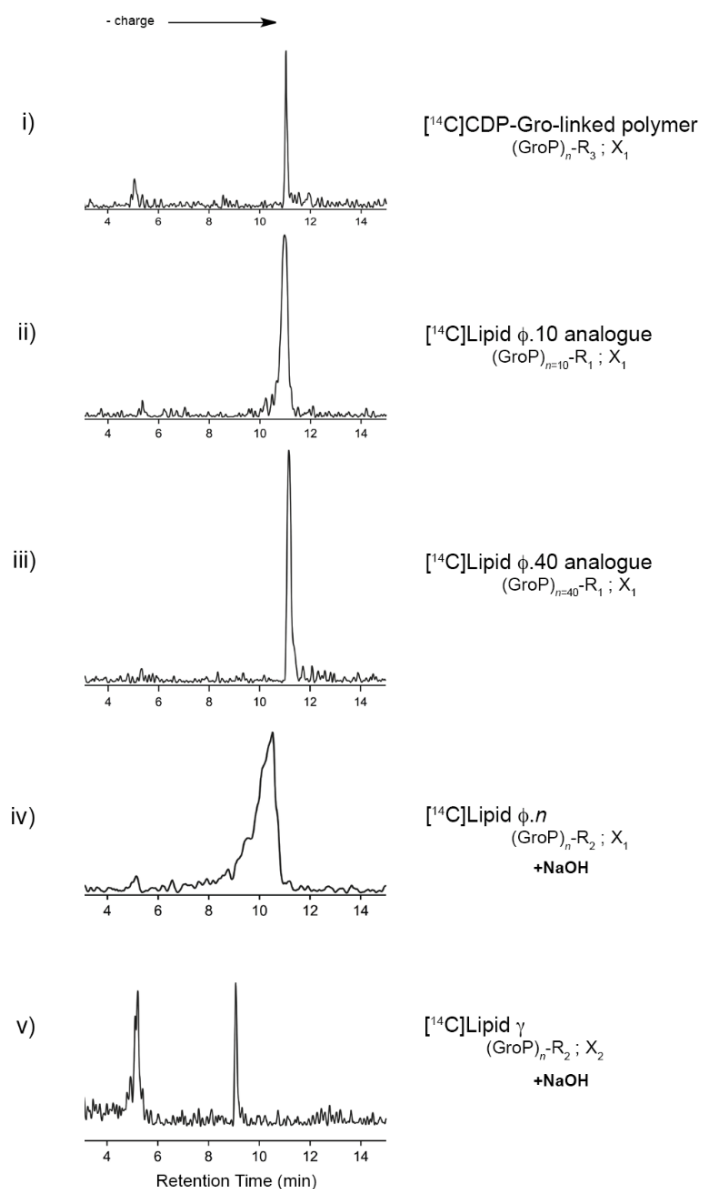 - charge
i)
[¹⁴C]CDP-Gro-linked polymer
(GroP)ₙ-R₃ ; X₁
4 6 8 10 12 14
ii)
[¹⁴C]Lipid ϕ.10 analogue
(GroP)ₙ₌₁₀-R₁ ; X₁
4 6 8 10 12 14
iii)
[¹⁴C]Lipid ϕ.40 analogue
(GroP)ₙ₌₄₀-R₁ ; X₁
4 6 8 10 12 14
iv)
[¹⁴C]Lipid ϕ.n
(GroP)ₙ-R₂ ; X₁
+NaOH
4 6 8 10 12 14
v)
[¹⁴C]Lipid γ
(GroP)ₙ-R₂ ; X₂
+NaOH
4 6 8 10 12 14
Retention Time (min)